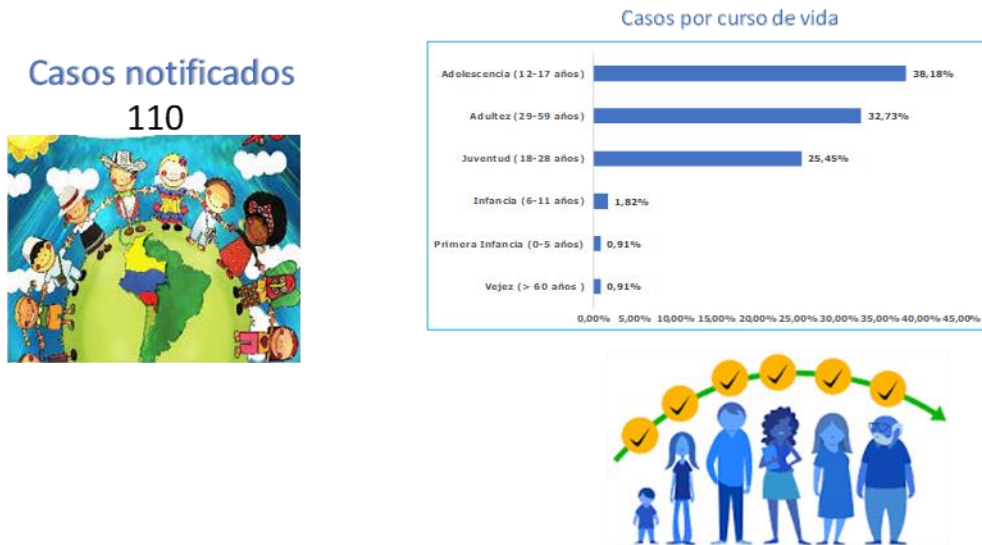 Casos notificados
110
Casos por curso de vida
Adolescencia (12-17 años)
38,18%
Adultez (29-59 años)
32,73%
Juventud (18-28 años)
25,45%
Infancia (6-11 años)
1,82%
Primera Infancia (0-5 años)
0,91%
Vejez (> 60 años )
0,91%
0,00% 5,00% 10,00% 15,00% 20,00% 25,00% 30,00% 35,00% 40,00% 45,00%